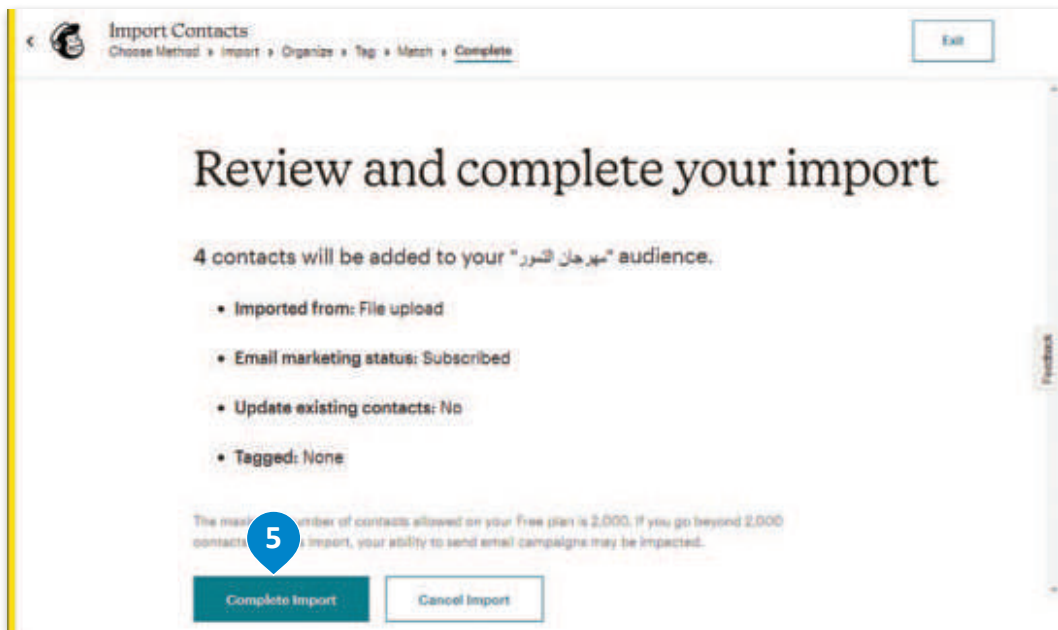 Import Contacts
Choose Method › Import › Organize › Tag › Match › Complete
Exit
Review and complete your import
4 contacts will be added to your "مهرجان التمور" audience.
• Imported from: File upload
• Email marketing status: Subscribed
• Update existing contacts: No
• Tagged: None
Feedback
The number of contacts allowed on your Free plan is 2,000. If you go beyond 2,000
contacts import, your ability to send email campaigns may be impacted.
5
Complete Import
Cancel Import